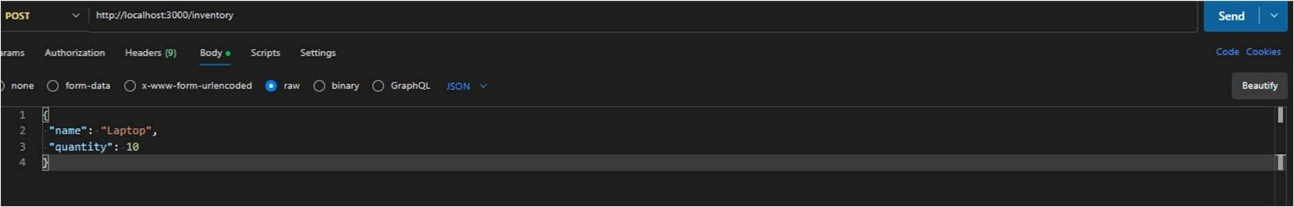 POST http://localhost:3000/inventory Send
Authorization Headers (9) Body Scripts Settings Code Cookies
none form-data x-www-form-urlencoded raw binary GraphQL JSON Beautify
1 {
2 "name": "Laptop",
3 "quantity": 10
4 }